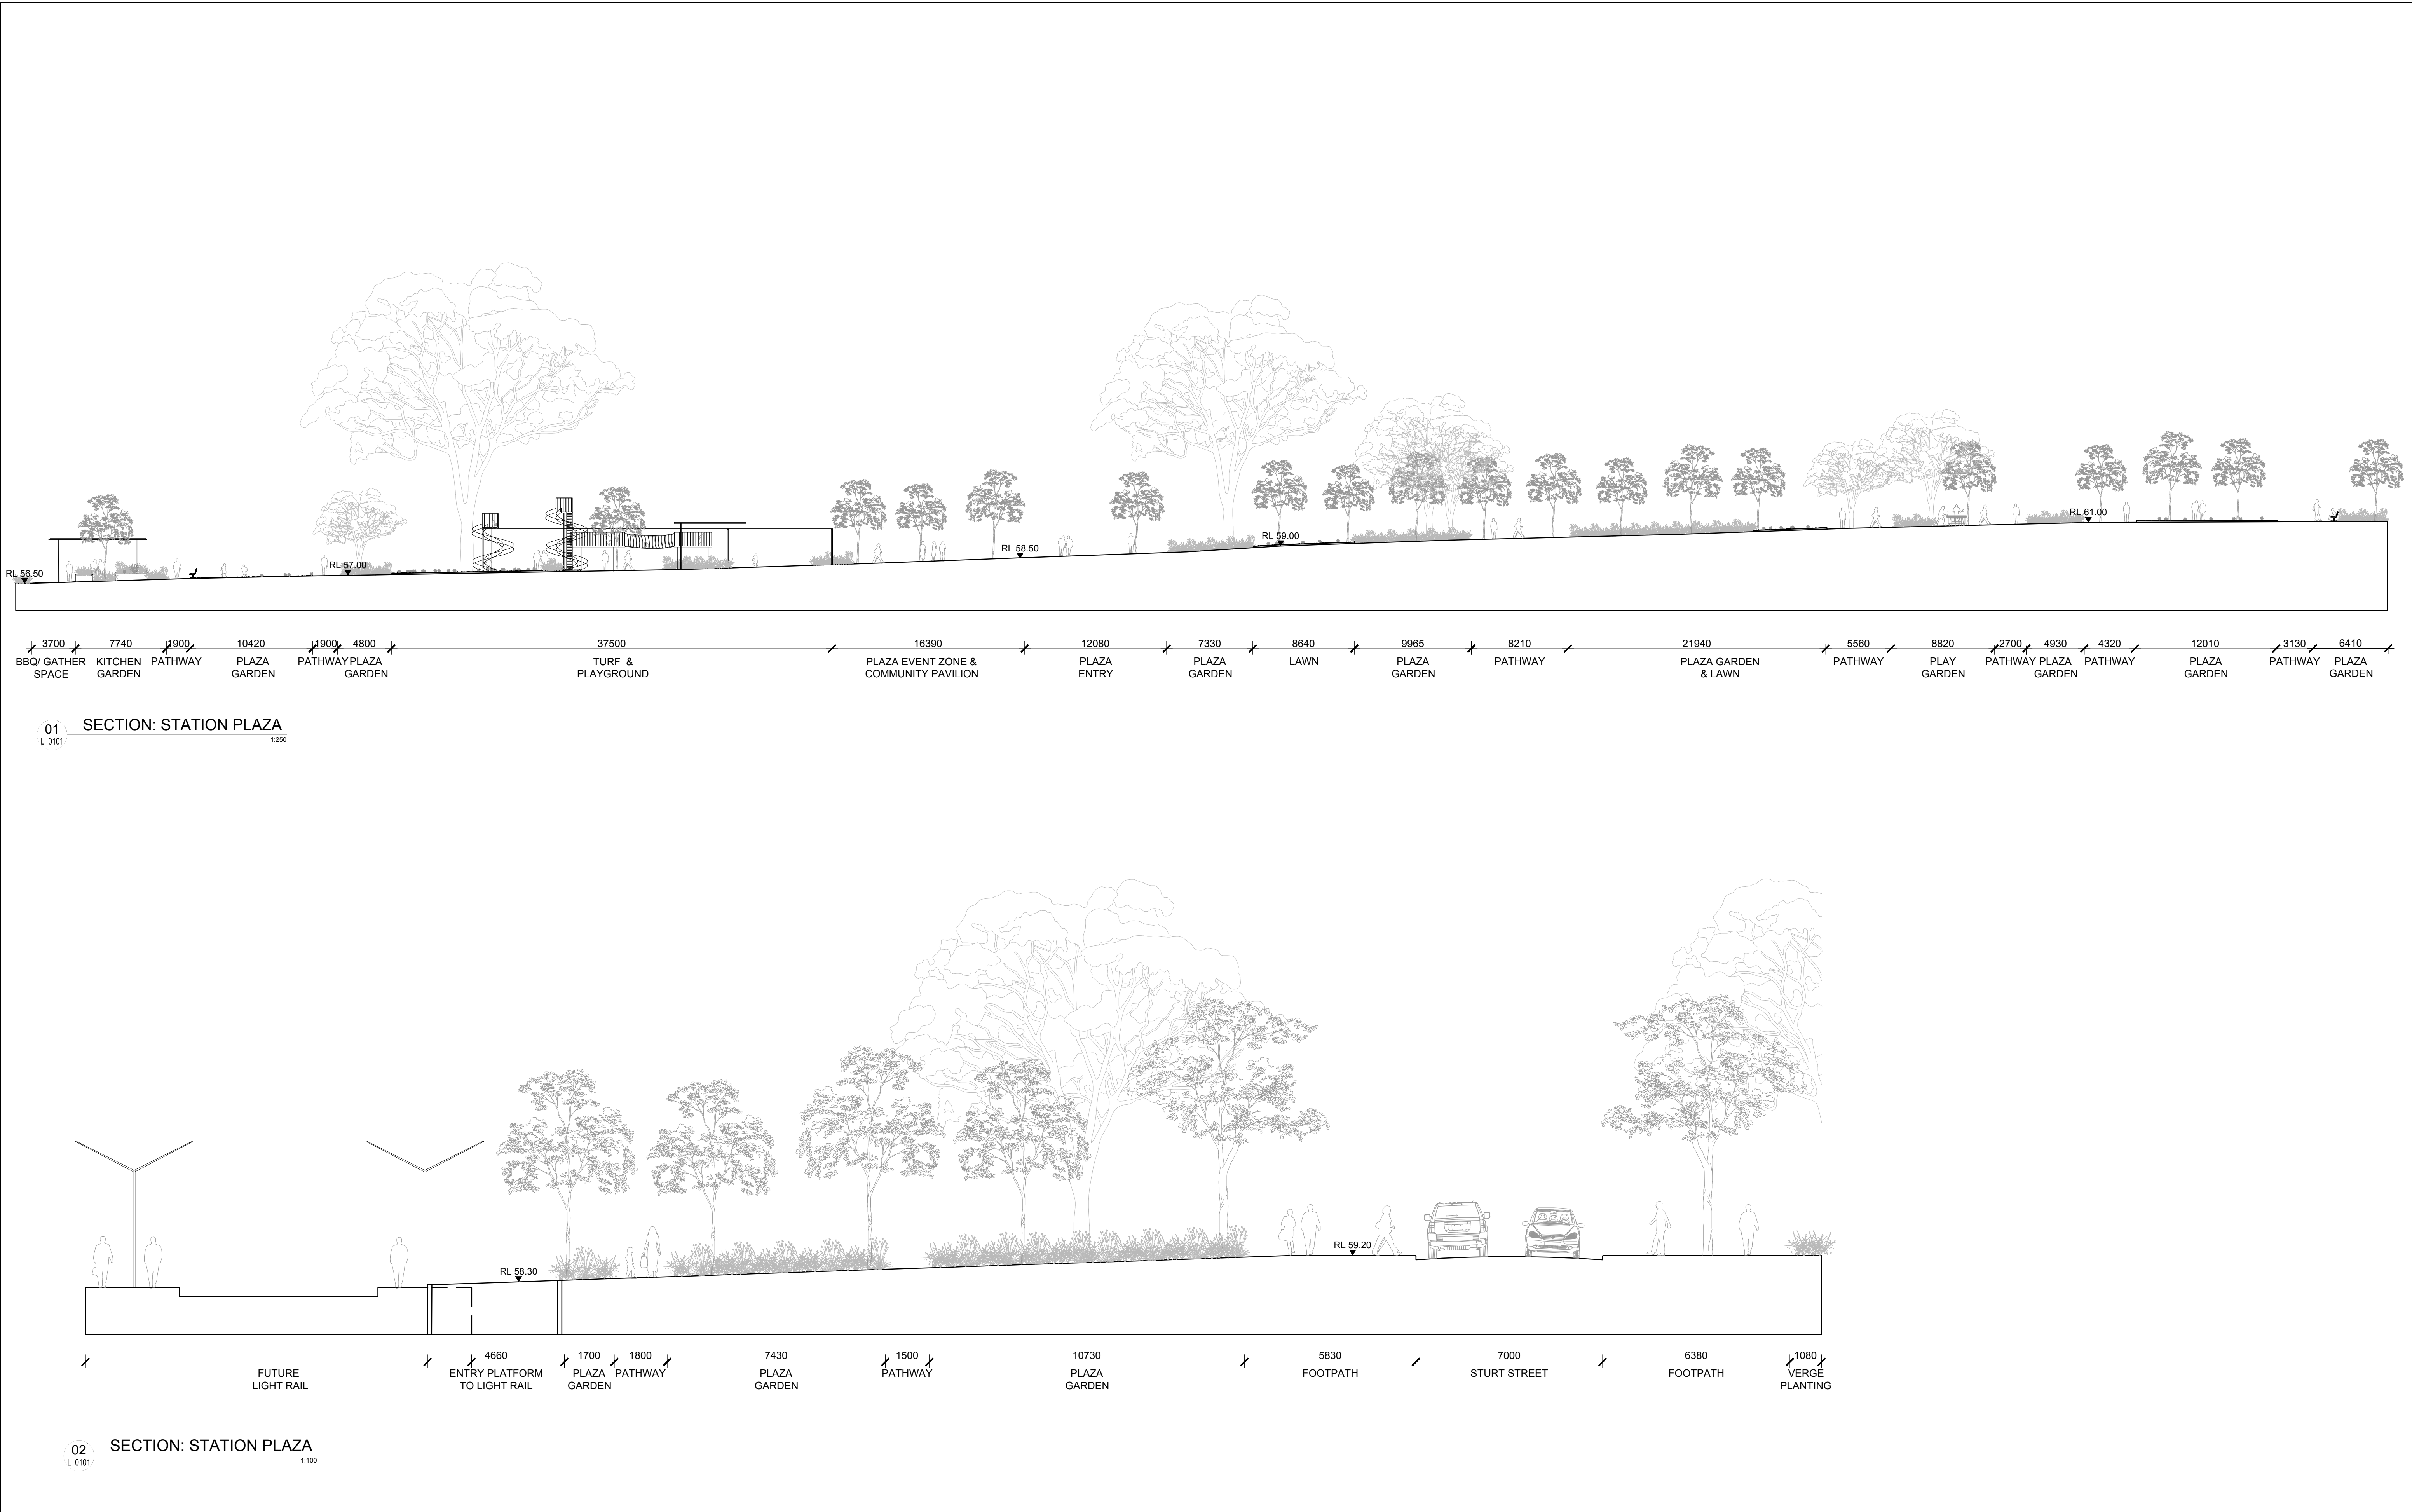 RL 56.50
RL 57.00
RL 58.50
RL 59.00
RL 61.00
3700 7740 1900 10420 1900 4800 37500 16390 12080 7330 8640 9965 8210 21940 5560 8820 2700 4930 4320 12010 3130 6410
BBQ/ GATHER KITCHEN PATHWAY PLAZA PATHWAY PLAZA TURF & PLAZA EVENT ZONE & PLAZA PLAZA LAWN PLAZA PATHWAY PLAZA GARDEN PATHWAY PLAY PATHWAY PLAZA PATHWAY PLAZA PATHWAY PLAZA
SPACE GARDEN GARDEN GARDEN PLAYGROUND COMMUNITY PAVILION ENTRY GARDEN GARDEN & LAWN GARDEN GARDEN GARDEN GARDEN
01 SECTION: STATION PLAZA
L_0101 1:250
RL 58.30
RL 59.20
4660 1700 1800 7430 1500 10730 5830 7000 6380 1080
FUTURE ENTRY PLATFORM PLAZA PATHWAY PLAZA PATHWAY PLAZA FOOTPATH STURT STREET FOOTPATH VERGE
LIGHT RAIL TO LIGHT RAIL GARDEN GARDEN GARDEN PLANTING
02 SECTION: STATION PLAZA
L_0101 1:100